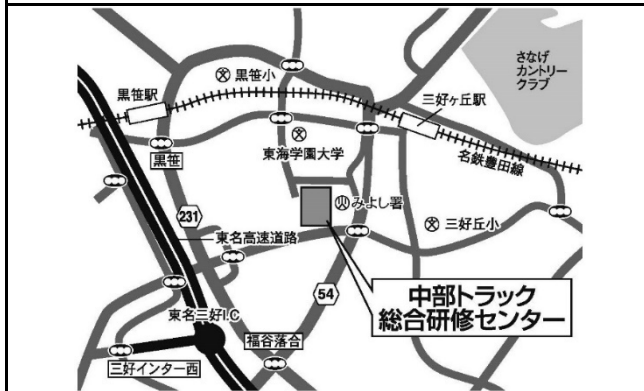 さなげ
カントリー
クラブ
黒笹小
黒笹駅
三好ヶ丘駅
東海学園大学
名鉄豊田線
黒笹
みよし署
231
三好丘小
東名高速道路
54
中部トラック
総合研修センター
東名三好I.C
福谷落合
三好インター西